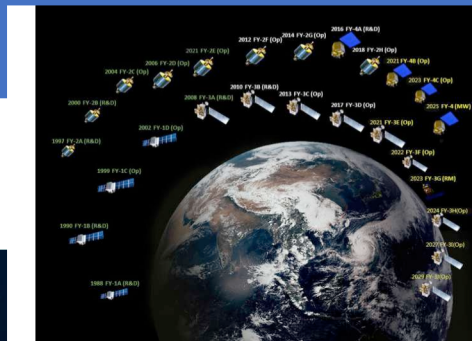 2016 FY-4A (R&D)
2014 FY-2G (Op)
2012 FY-2F (Op)
2018 FY-2H (Op)
2021 FY-2E (Op)
2021 FY-4B (Op)
2006 FY-2D (Op)
2004 FY-2C (Op)
2023 FY-4C (Op)
2010 FY-3B (R&D)
2008 FY-3A (R&D)
2013 FY-3C (Op)
2025 FY-4 (MW)
2000 FY-2B (R&D)
2017 FY-3D (Op)
2002 FY-1D (Op)
2021 FY-3E (Op)
1997 FY-2A (R&D)
2022 FY-3F (Op)
1999 FY-1C (Op)
2023 FY-3G (RM)
2024 FY-3H(Op)
1990 FY-1B (R&D)
1988 FY-1A (R&D)